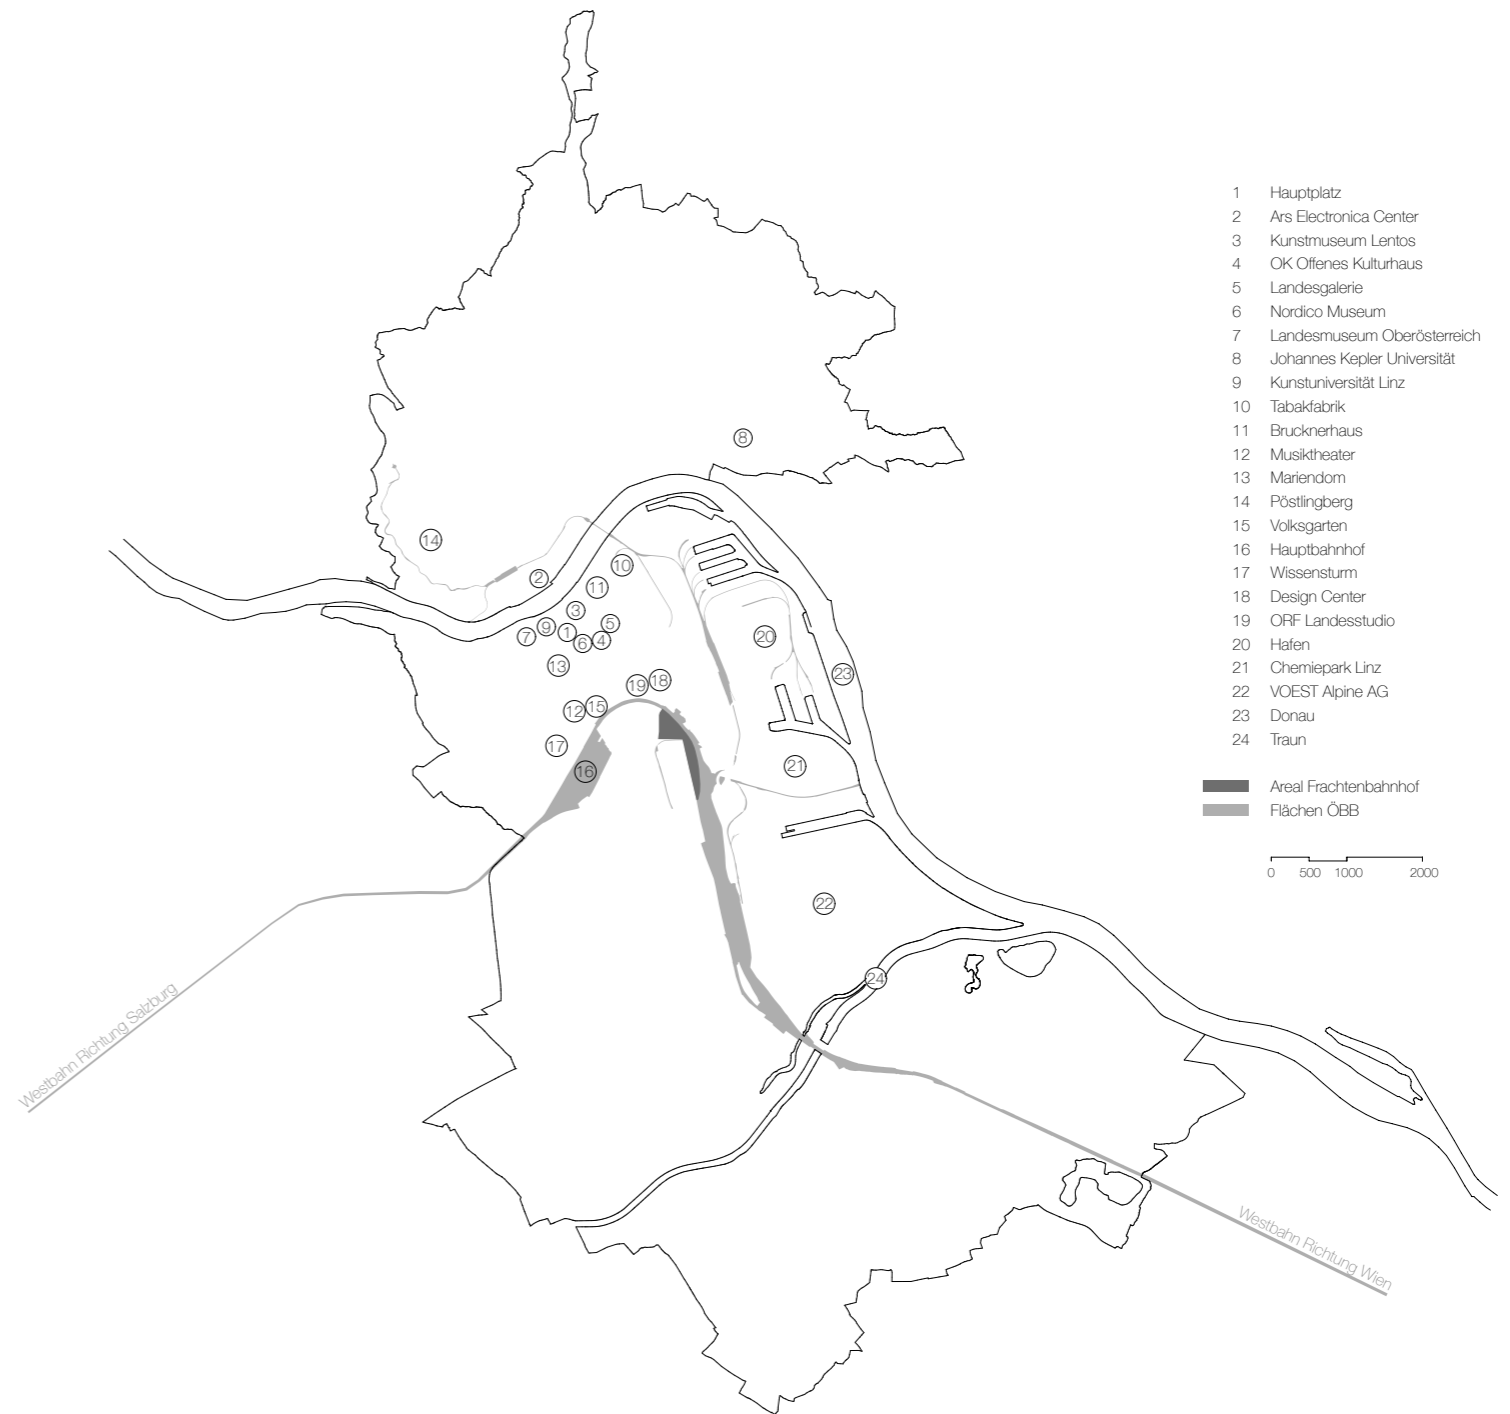 1 Hauptplatz
2 Ars Electronica Center
3 Kunstmuseum Lentos
4 OK Offenes Kulturhaus
5 Landesgalerie
6 Nordico Museum
7 Landesmuseum Oberösterreich
8 Johannes Kepler Universität
9 Kunstuniversität Linz
10 Tabakfabrik
11 Brucknerhaus
12 Musiktheater
13 Mariendom
14 Pöstlingberg
15 Volksgarten
16 Hauptbahnhof
17 Wissensturm
18 Design Center
19 ORF Landesstudio
20 Hafen
21 Chemiepark Linz
22 VOEST Alpine AG
23 Donau
24 Traun
Areal Frachtenbahnhof
Flächen ÖBB
0 500 1000 2000
8
14
2
10
11
3
5
9
1
7
6
4
20
13
23
19
18
12
15
17
16
21
22
24
Westbahn Richtung Salzburg
Westbahn Richtung Wien